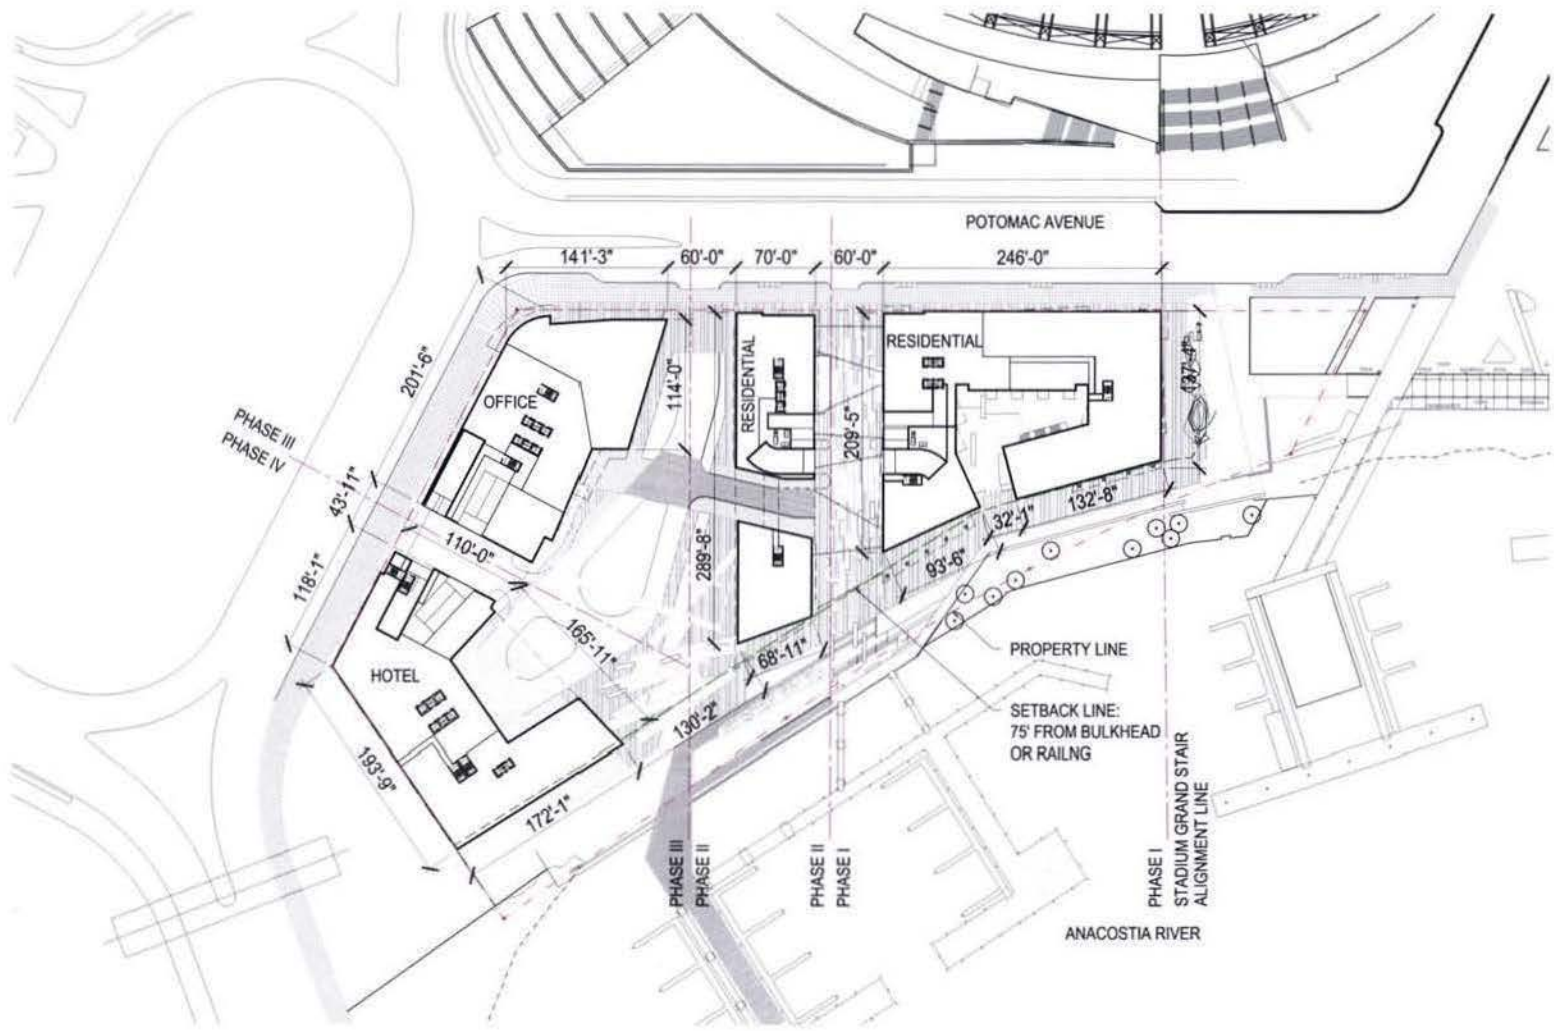 POTOMAC AVENUE
141'-3"
60'-0"
70'-0"
60'-0"
246'-0"
RESIDENTIAL
RESIDENTIAL
OFFICE
201'-6"
114'-0"
209'-5"
137'-4"
PHASE III
PHASE IV
43'-11"
110'-0"
289'-8"
32'-1"
132'-8"
93'-6"
118'-1"
165'-11"
68'-11"
HOTEL
130'-2"
193'-9"
172'-1"
PROPERTY LINE
SETBACK LINE:
75' FROM BULKHEAD
OR RAILNG
PHASE III
PHASE II
PHASE II
PHASE I
PHASE I
STADIUM GRAND STAIR
ALIGNMENT LINE
ANACOSTIA RIVER